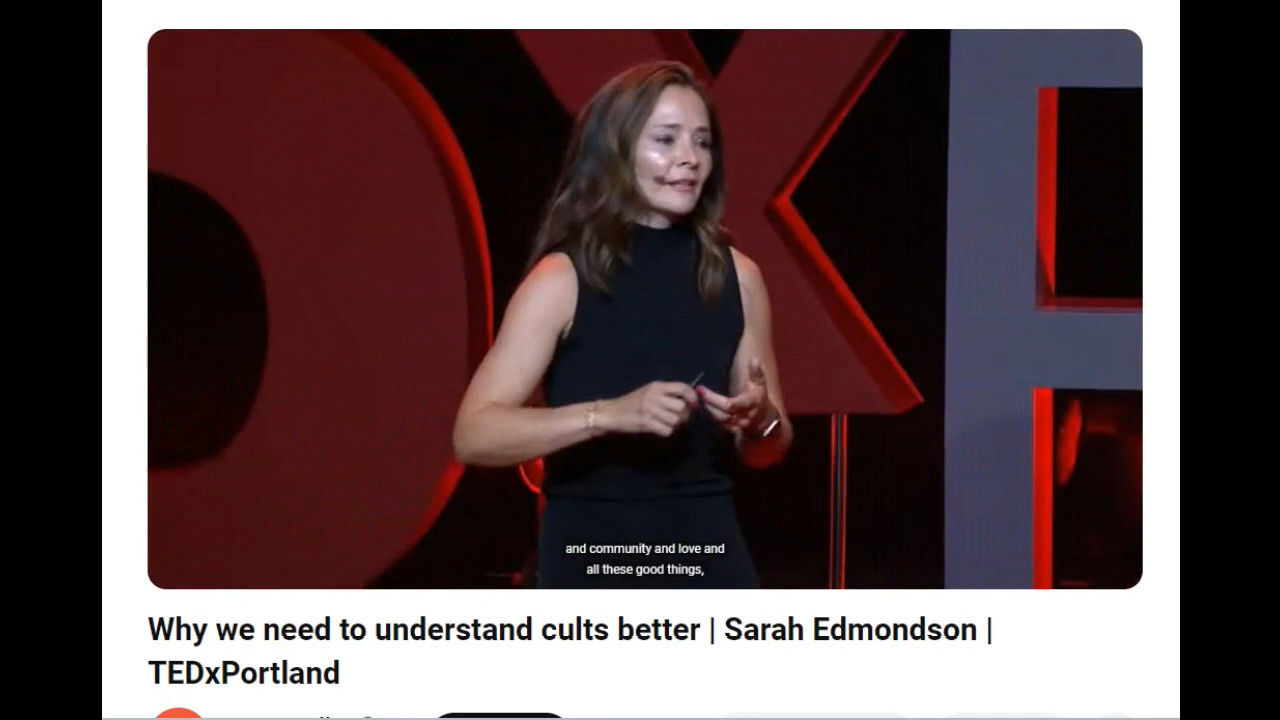 and community and love and
all these good things,
Why we need to understand cults better | Sarah Edmondson |
TEDxPortland